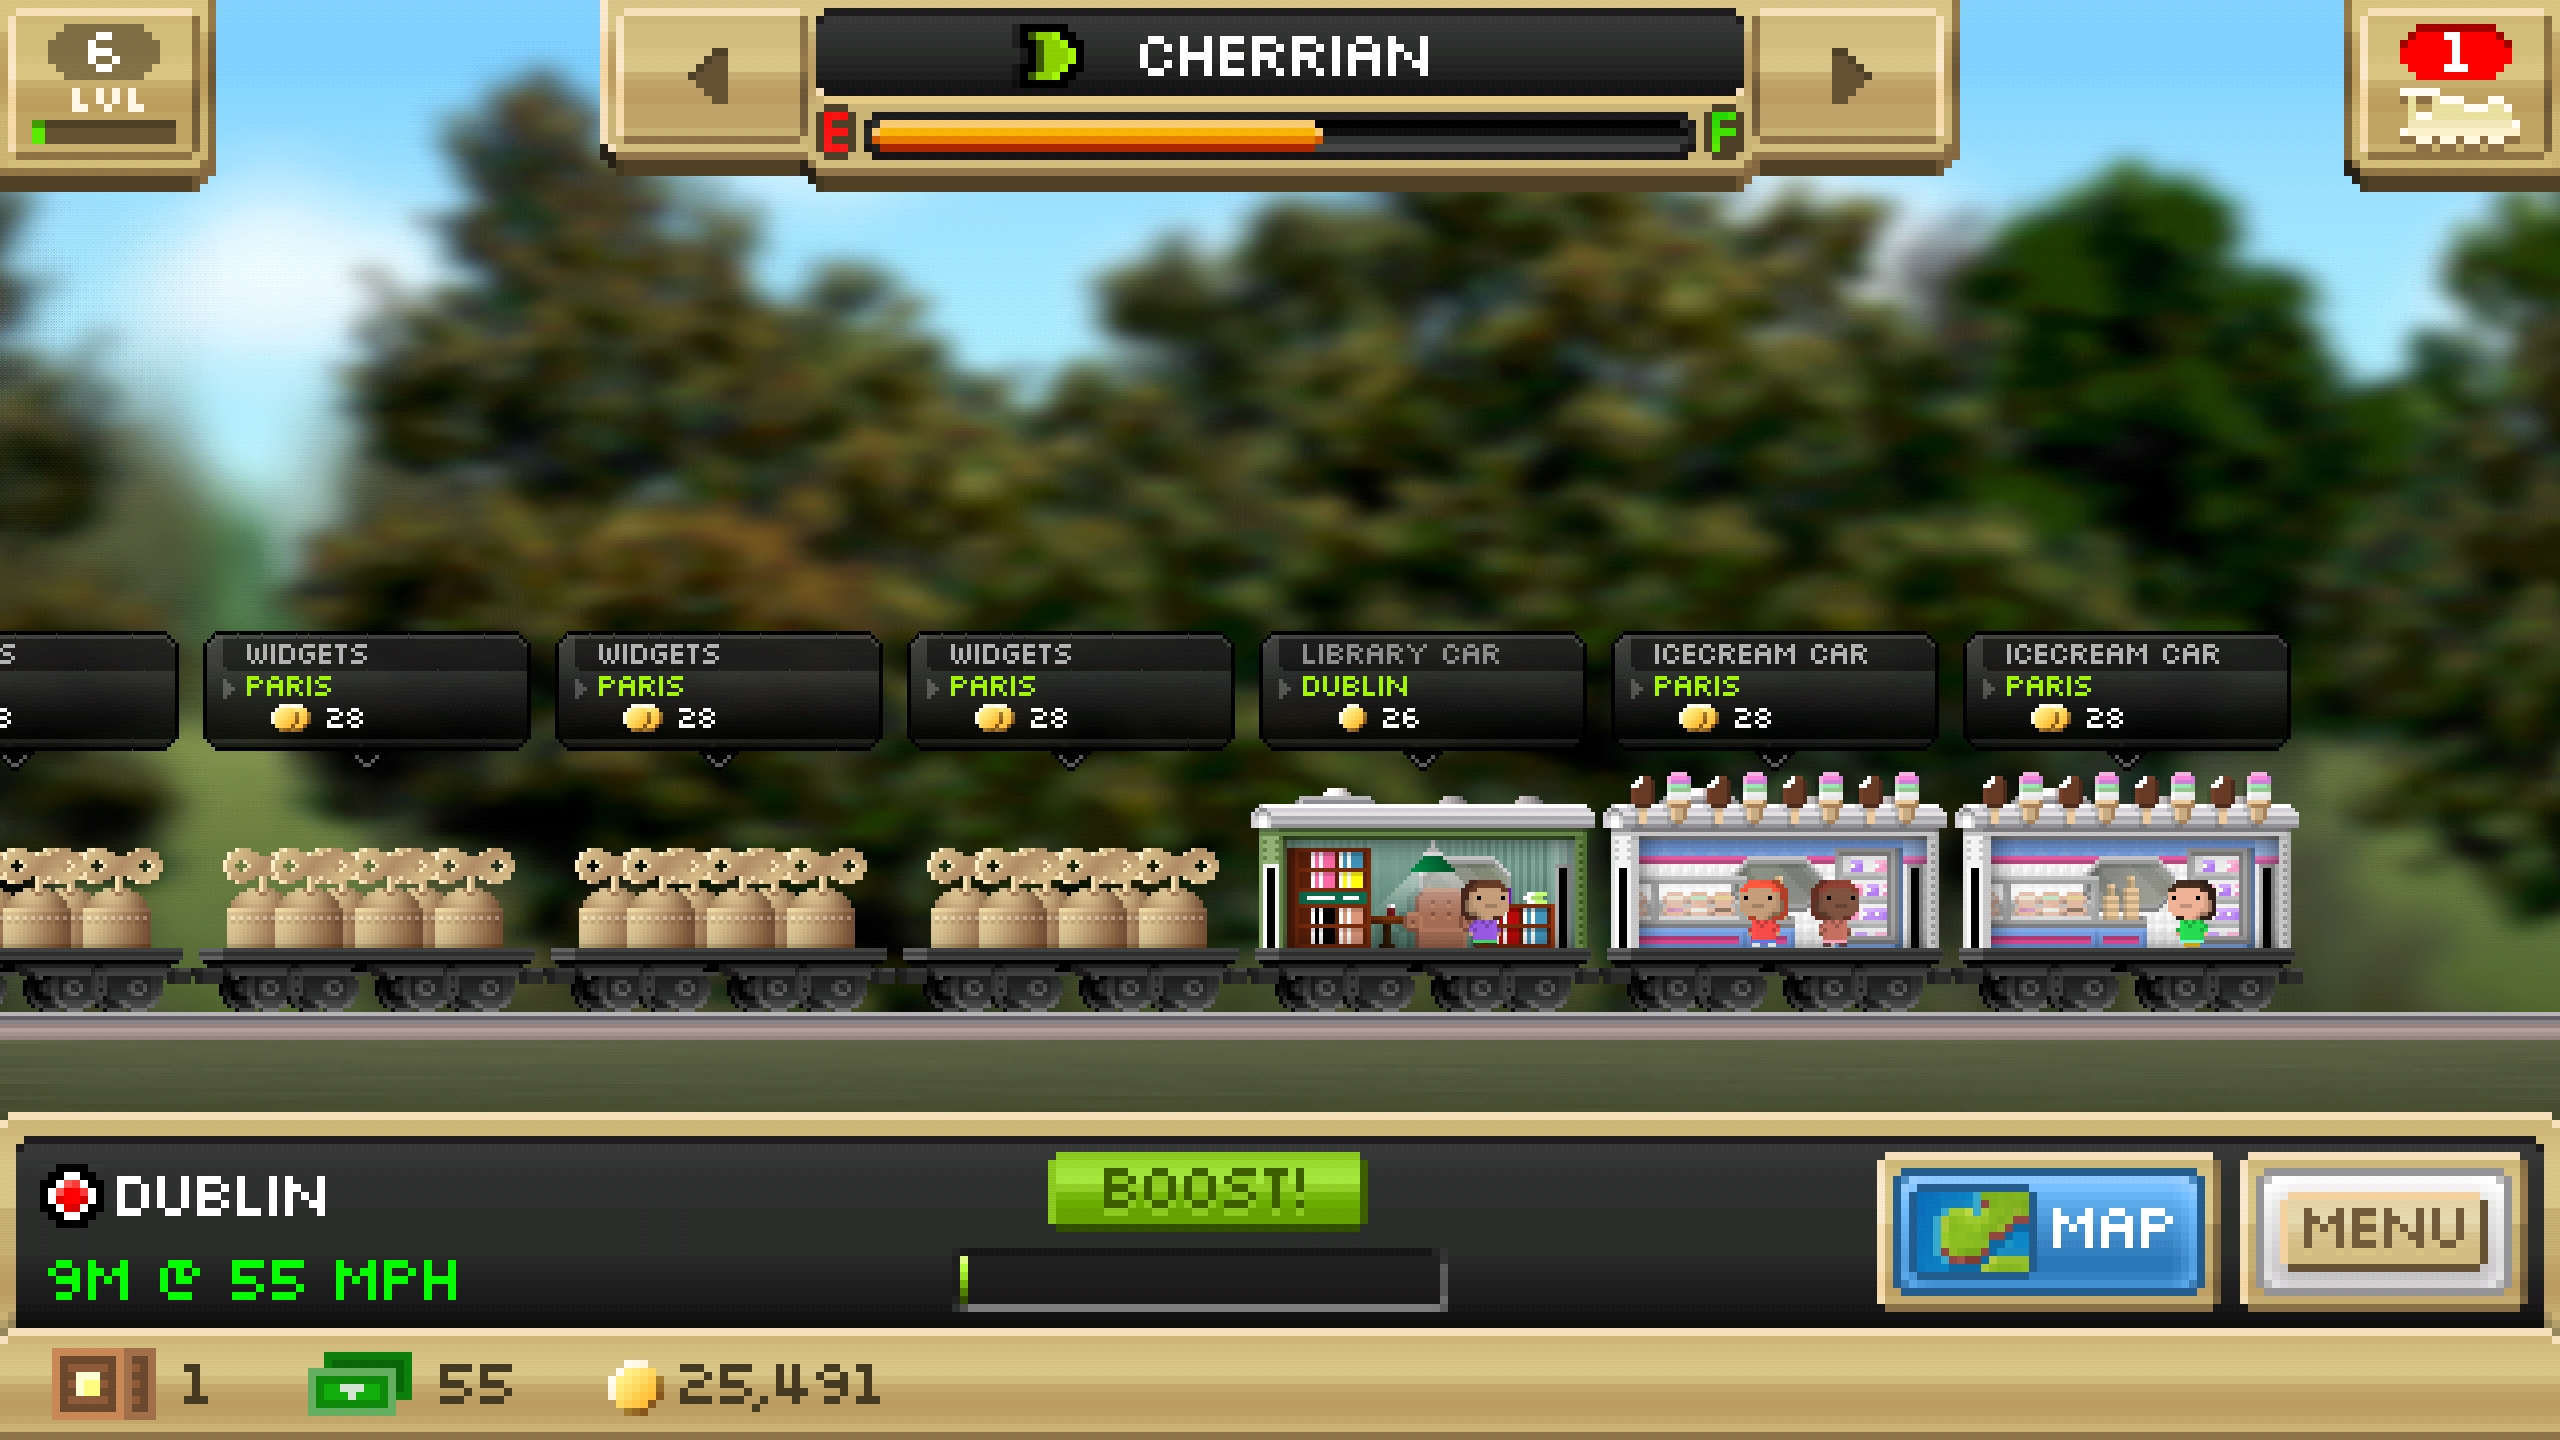 6
LVL
CHERRIAN
E F
1
S
WIDGETS
PARIS
28
WIDGETS
PARIS
28
WIDGETS
PARIS
28
LIBRARY CAR
DUBLIN
26
ICECREAM CAR
PARIS
28
ICECREAM CAR
PARIS
28
DUBLIN
9M @ 55 MPH
BOOST!
MAP
MENU
1
55
25,491